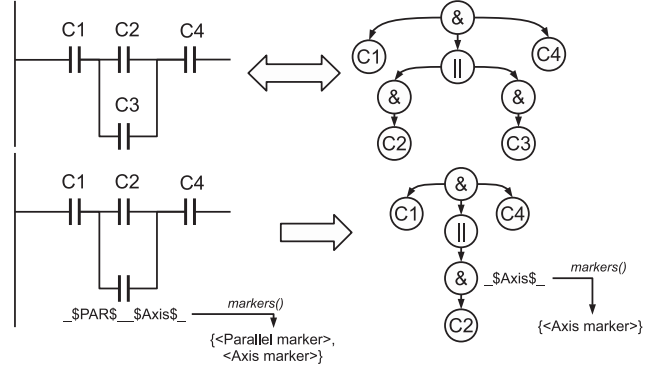 C1 C2 C4
C3
&
C1 || C4
& &
C2 C3
C1 C2 C4
_$PAR$__$Axis$_
markers()
{<Parallel marker>,
<Axis marker>}
&
C1 C4
||
& _$Axis$_
markers()
C2
{<Axis marker>}